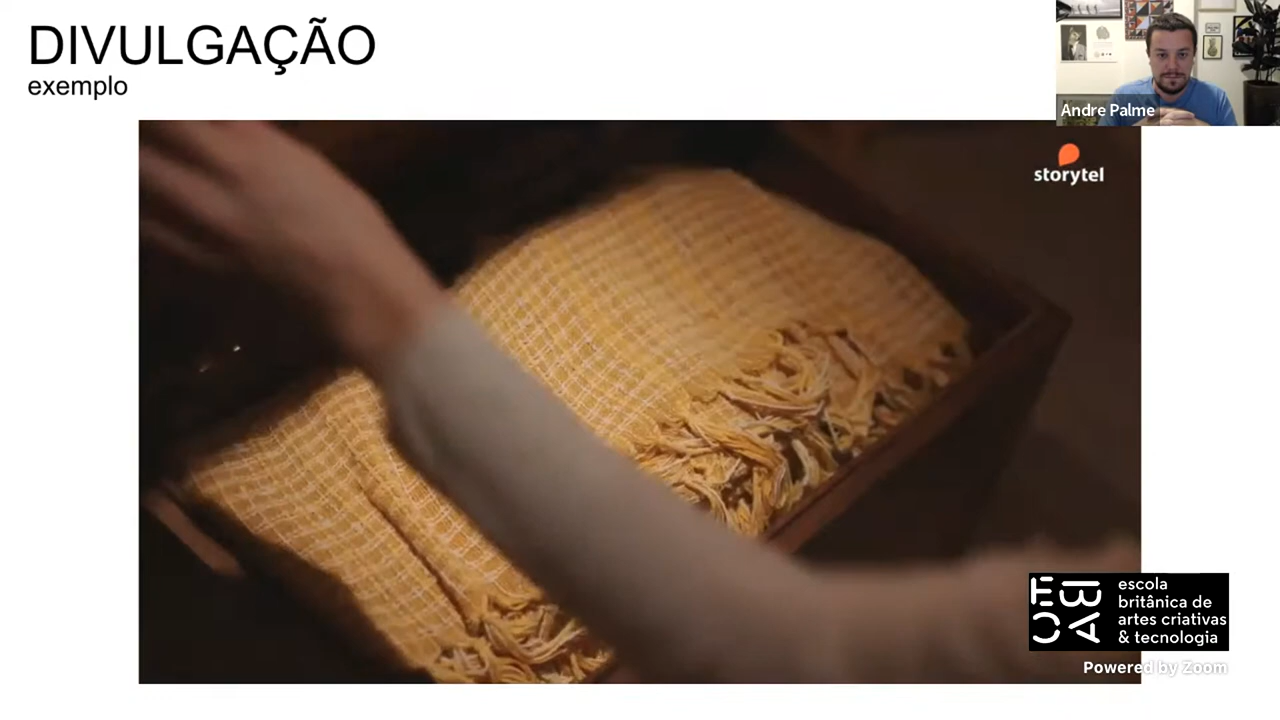 DIVULGAÇÃO
exemplo
Andre Palme
storytel
EBAC
escola
britânica de
artes criativas
& tecnologia
Powered by Zoom